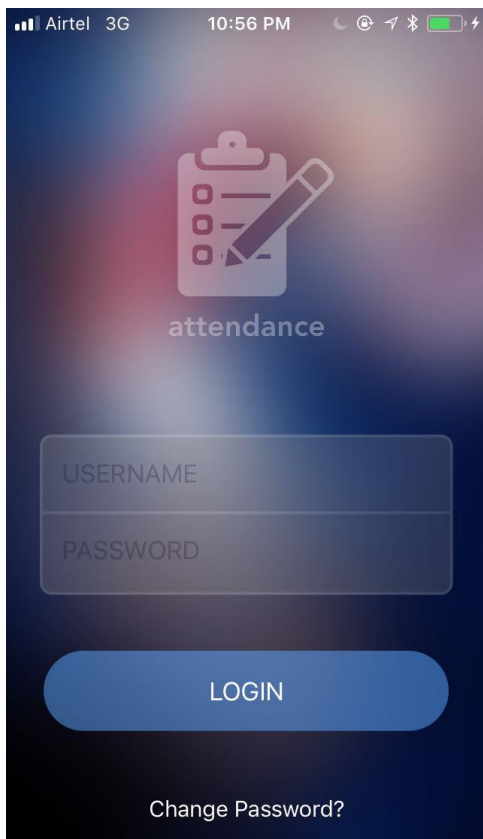 Airtel 3G 10:56 PM
attendance
USERNAME
PASSWORD
LOGIN
Change Password?